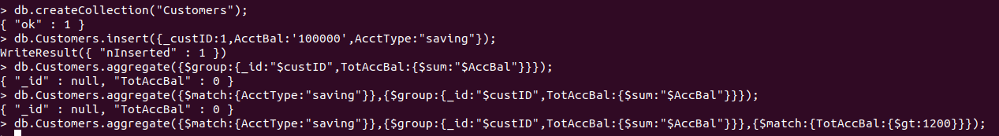 > db.createCollection("Customers");
{ "ok" : 1 }
> db.Customers.insert({_custID:1,AcctBal:'100000',AcctType:"saving"});
WriteResult({ "nInserted" : 1 })
> db.Customers.aggregate({$group:{_id:"$custID",TotAccBal:{$sum:"$AccBal"}}});
{ "_id" : null, "TotAccBal" : 0 }
> db.Customers.aggregate({$match:{AcctType:"saving"}},{$group:{_id:"$custID",TotAccBal:{$sum:"$AccBal"}}});
{ "_id" : null, "TotAccBal" : 0 }
> db.Customers.aggregate({$match:{AcctType:"saving"}},{$group:{_id:"$custID",TotAccBal:{$sum:"$AccBal"}}},{$match:{TotAccBal:{$gt:1200}}});
>